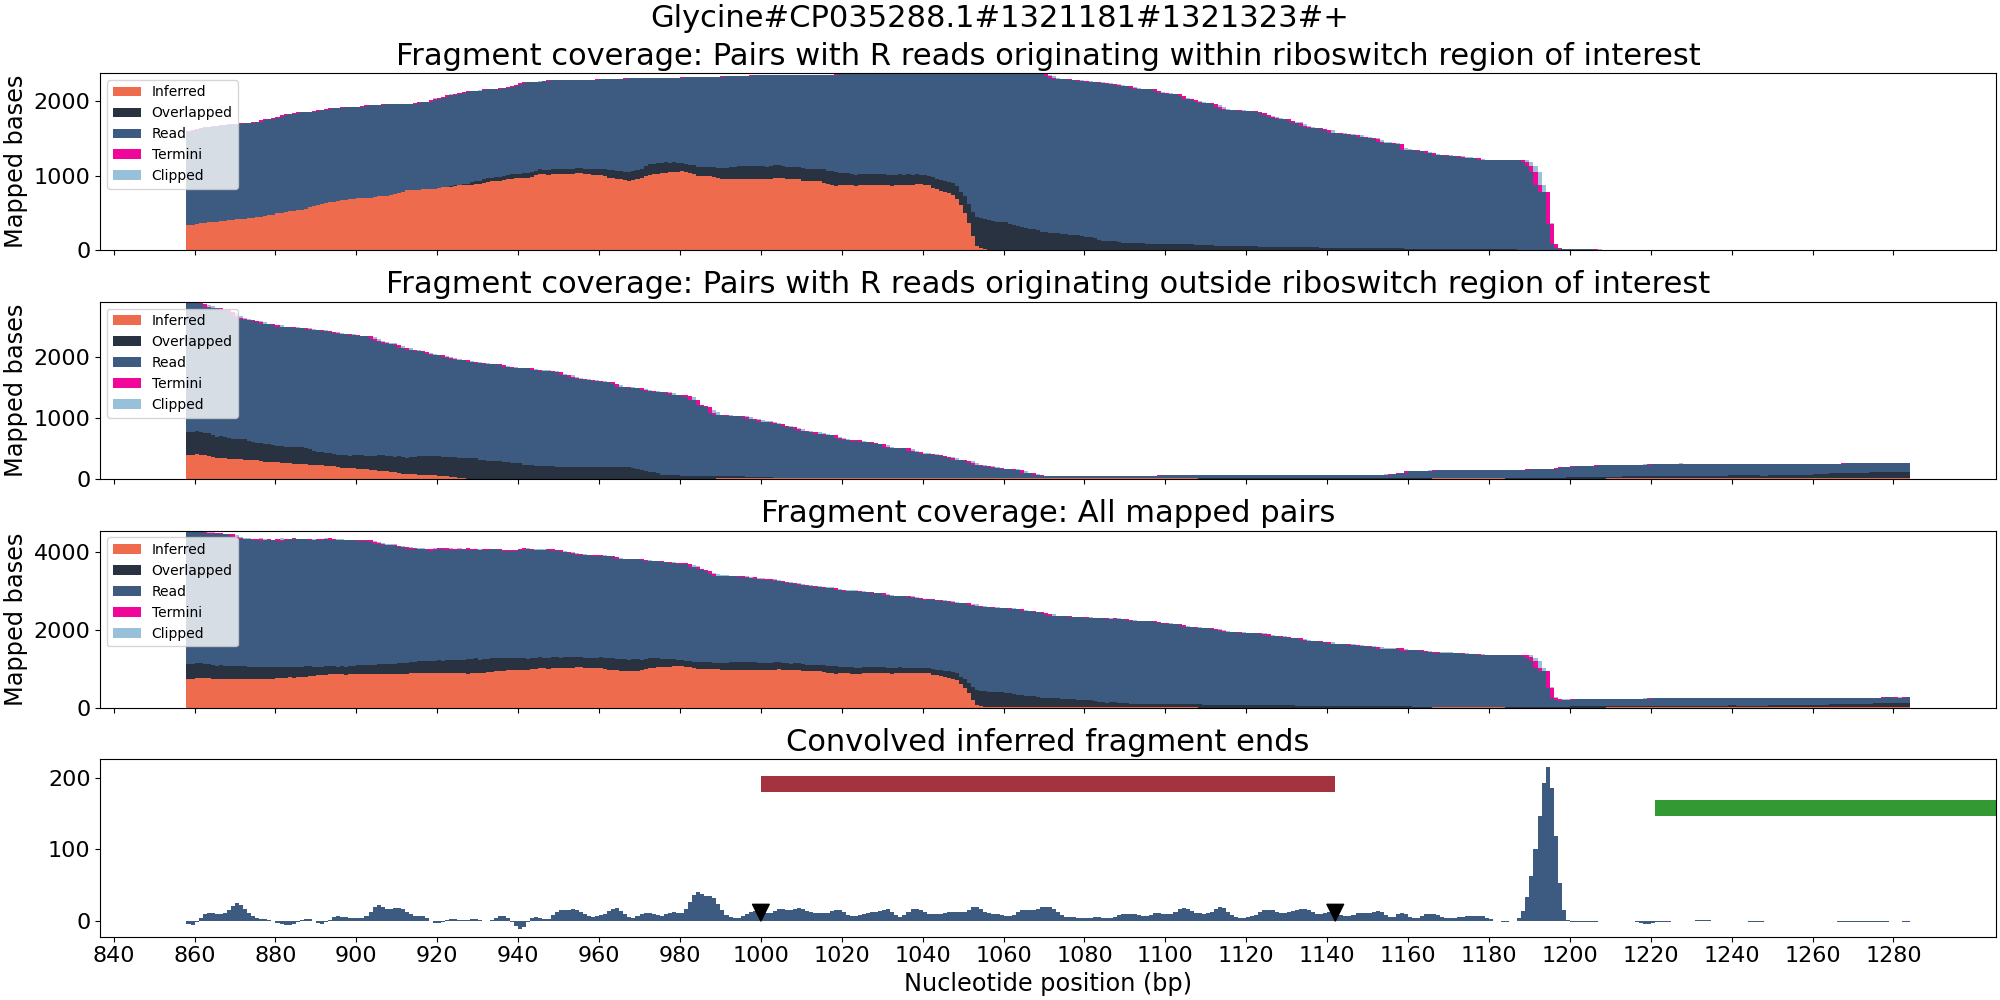 Glycine#CP035288.1#1321181#1321323#+
Fragment coverage: Pairs with R reads originating within riboswitch region of interest
Mapped bases
2000
1000
0
Inferred
Overlapped
Read
Termini
Clipped
Fragment coverage: Pairs with R reads originating outside riboswitch region of interest
Mapped bases
2000
1000
0
Inferred
Overlapped
Read
Termini
Clipped
Fragment coverage: All mapped pairs
Mapped bases
4000
2000
0
Inferred
Overlapped
Read
Termini
Clipped
Convolved inferred fragment ends
200
100
0
840 860 880 900 920 940 960 980 1000 1020 1040 1060 1080 1100 1120 1140 1160 1180 1200 1220 1240 1260 1280
Nucleotide position (bp)